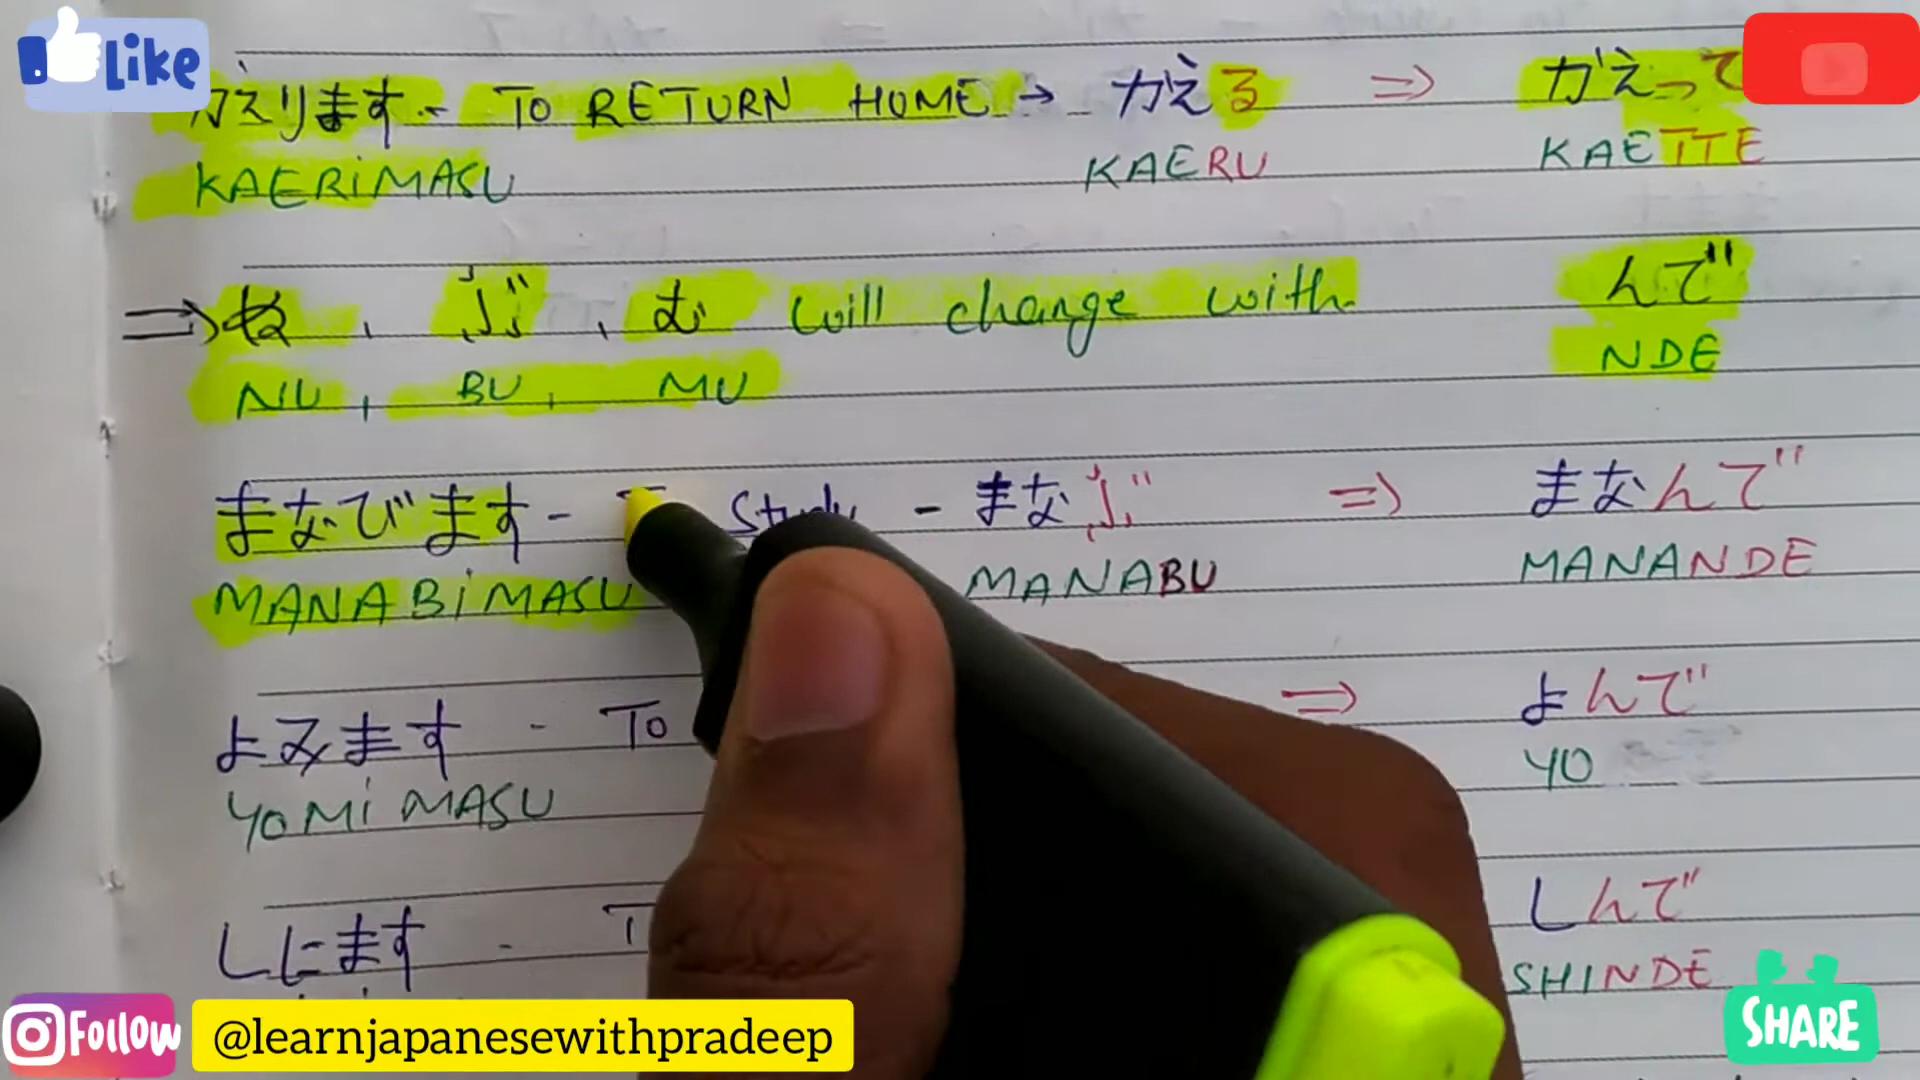 Like
かえります - TO RETURN HOME → かえる ⇒ かえって
KAERIMASU KAERU KAETTE
⇒ ぬ, ぶ, む will change with んで
NU, BU, MU NDE
まなびます - Study - まなぶ ⇒ まなんで
MANABIMASU MANABU MANANDE
よみます - To ⇒ よんで
YOMIMASU YO
しにます - しんで
SHINDE
Follow @learnjapanesewithpradeep SHARE